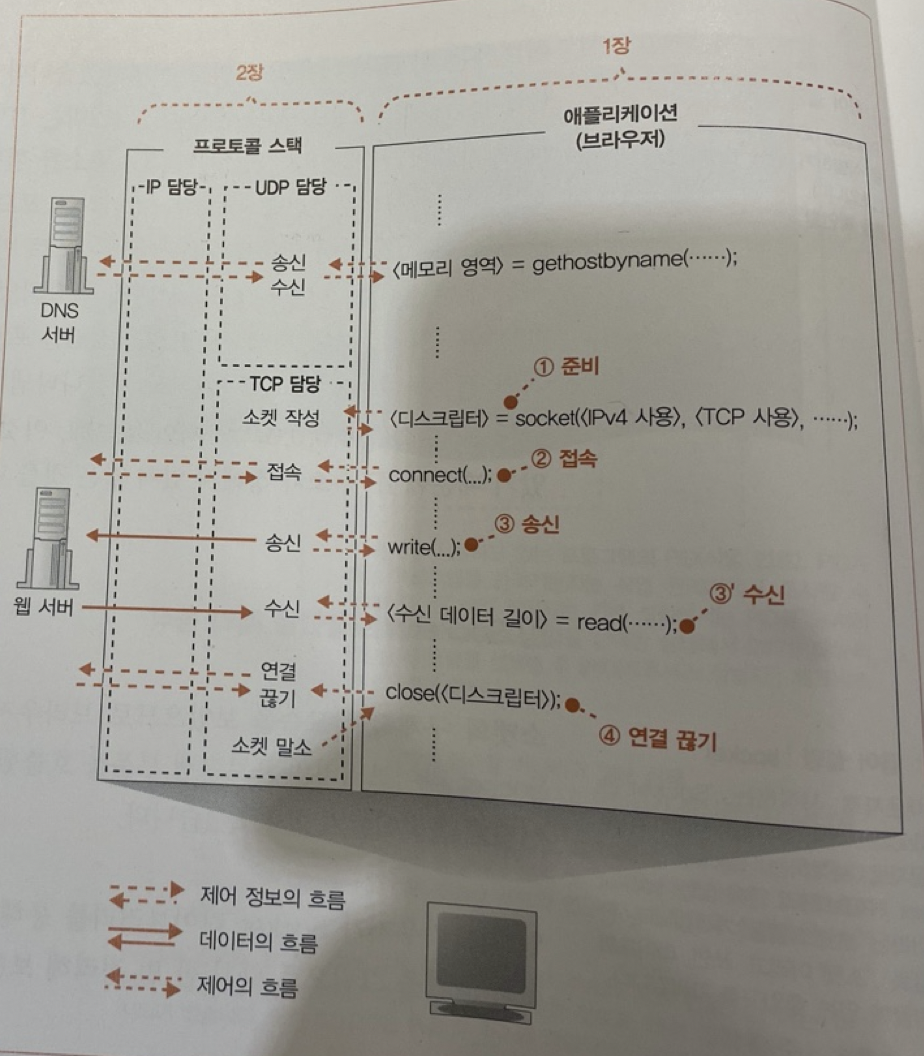 1장
2장
애플리케이션
(브라우저)
프로토콜 스택
IP 담당
UDP 담당
송신
수신
〈메모리 영역〉 = gethostbyname(……);
DNS
서버
① 준비
TCP 담당
소켓 작성
〈디스크립터〉 = socket(〈IPv4 사용〉, 〈TCP 사용〉, ……);
② 접속
접속
connect(...);
③ 송신
송신
write(...);
③' 수신
웹 서버
수신
〈수신 데이터 길이〉 = read(……);
연결
끊기
close(〈디스크립터〉);
④ 연결 끊기
소켓 말소
제어 정보의 흐름
데이터의 흐름
제어의 흐름